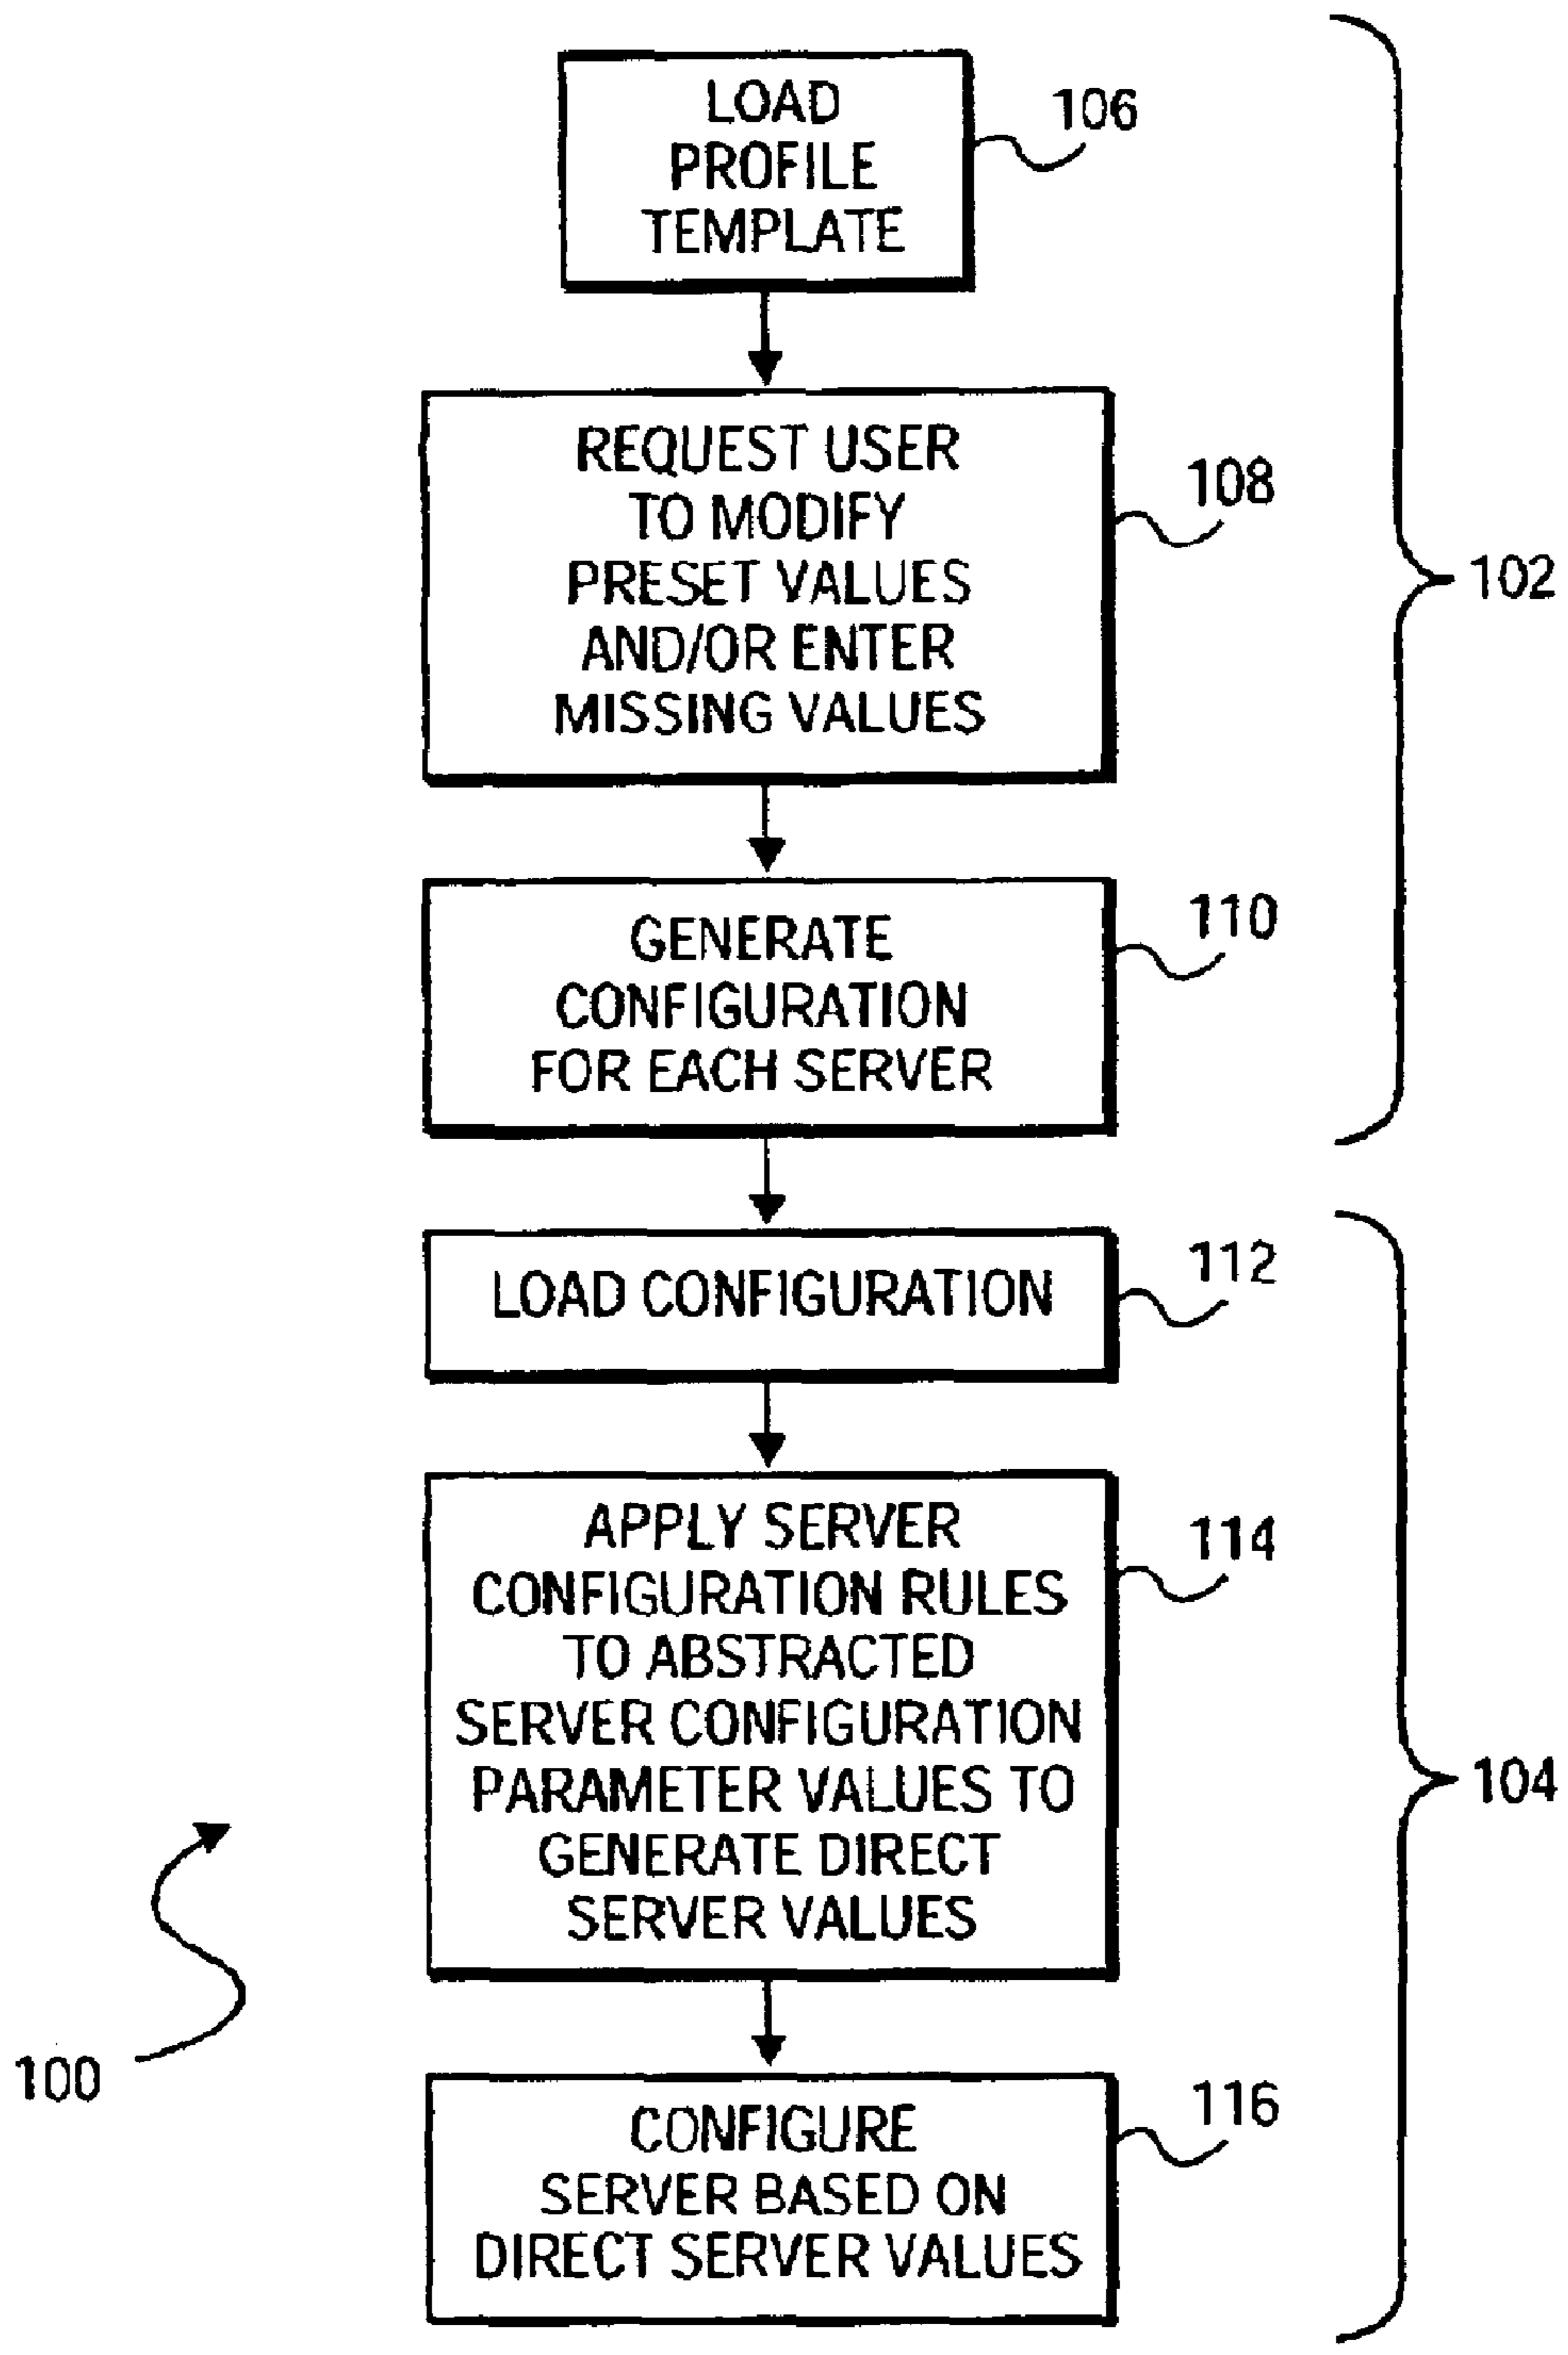 LOAD
PROFILE
TEMPLATE
106
REQUEST USER
TO MODIFY
PRESET VALUES
AND/OR ENTER
MISSING VALUES
108
102
GENERATE
CONFIGURATION
FOR EACH SERVER
110
LOAD CONFIGURATION
112
APPLY SERVER
CONFIGURATION RULES
TO ABSTRACTED
SERVER CONFIGURATION
PARAMETER VALUES TO
GENERATE DIRECT
SERVER VALUES
114
104
100
CONFIGURE
SERVER BASED ON
DIRECT SERVER VALUES
116